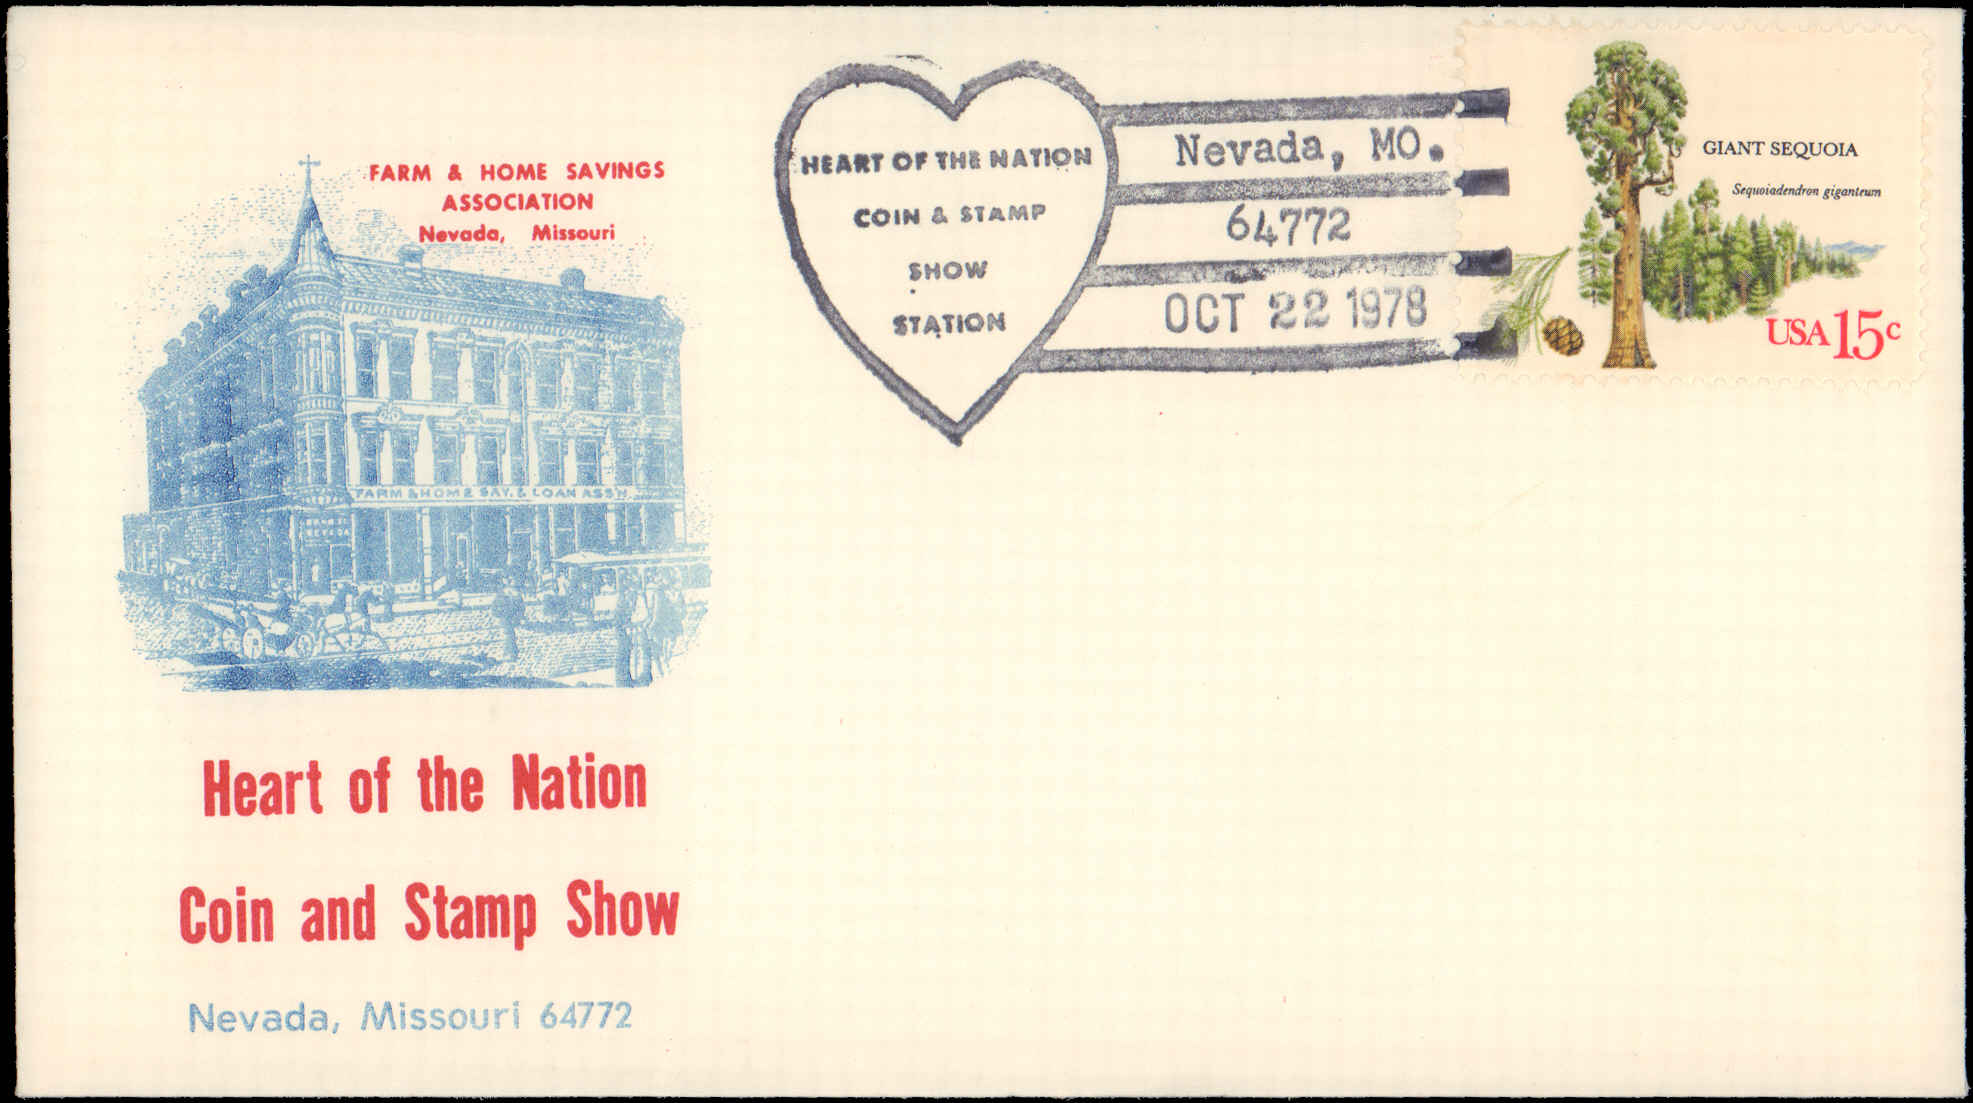 FARM & HOME SAVINGS
ASSOCIATION
Nevada, Missouri
FARM & HOME SAV. & LOAN ASS'N.
NEVADA
Heart of the Nation
Coin and Stamp Show
Nevada, Missouri 64772
HEART OF THE NATION
COIN & STAMP
SHOW
STATION
Nevada, MO.
64772
OCT 22 1978
GIANT SEQUOIA
Sequoiadendron giganteum
USA 15c